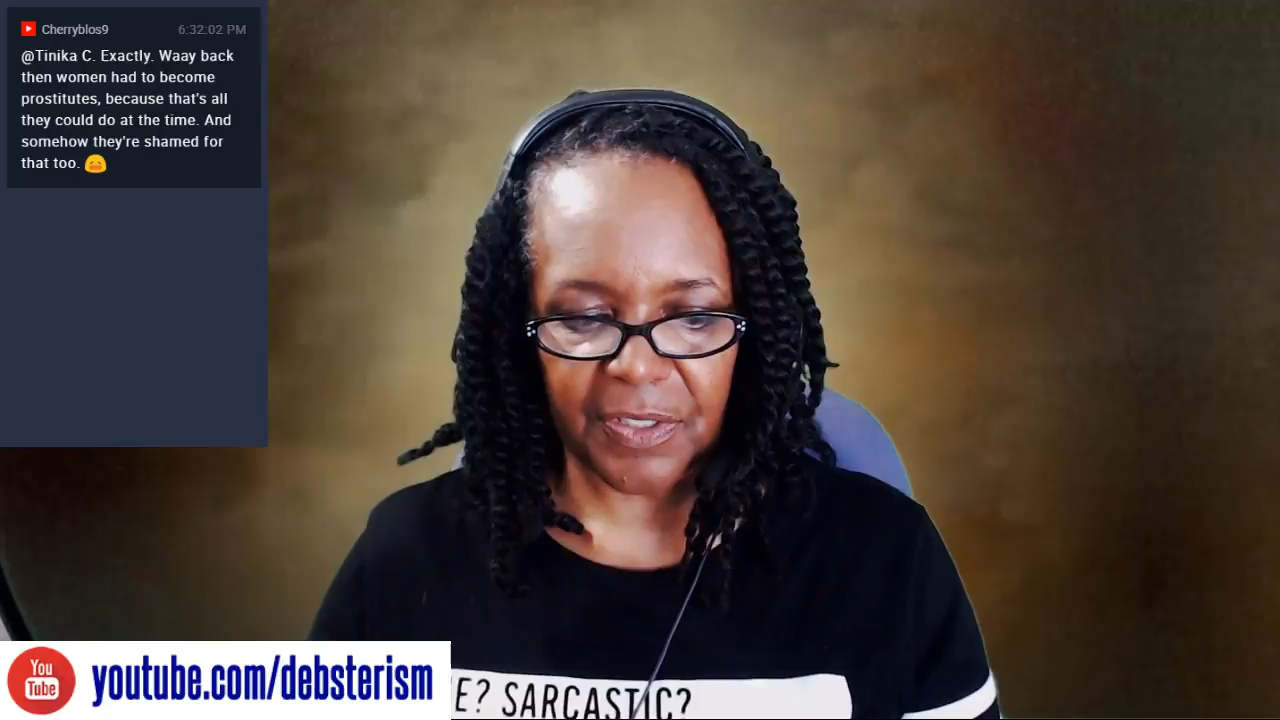 Cherryblos9 6:32:02 PM
@Tinika C. Exactly. Waay back
then women had to become
prostitutes, because that's all
they could do at the time. And
somehow they're shamed for
that too.
You
Tube
youtube.com/debsterism
E? SARCASTIC?